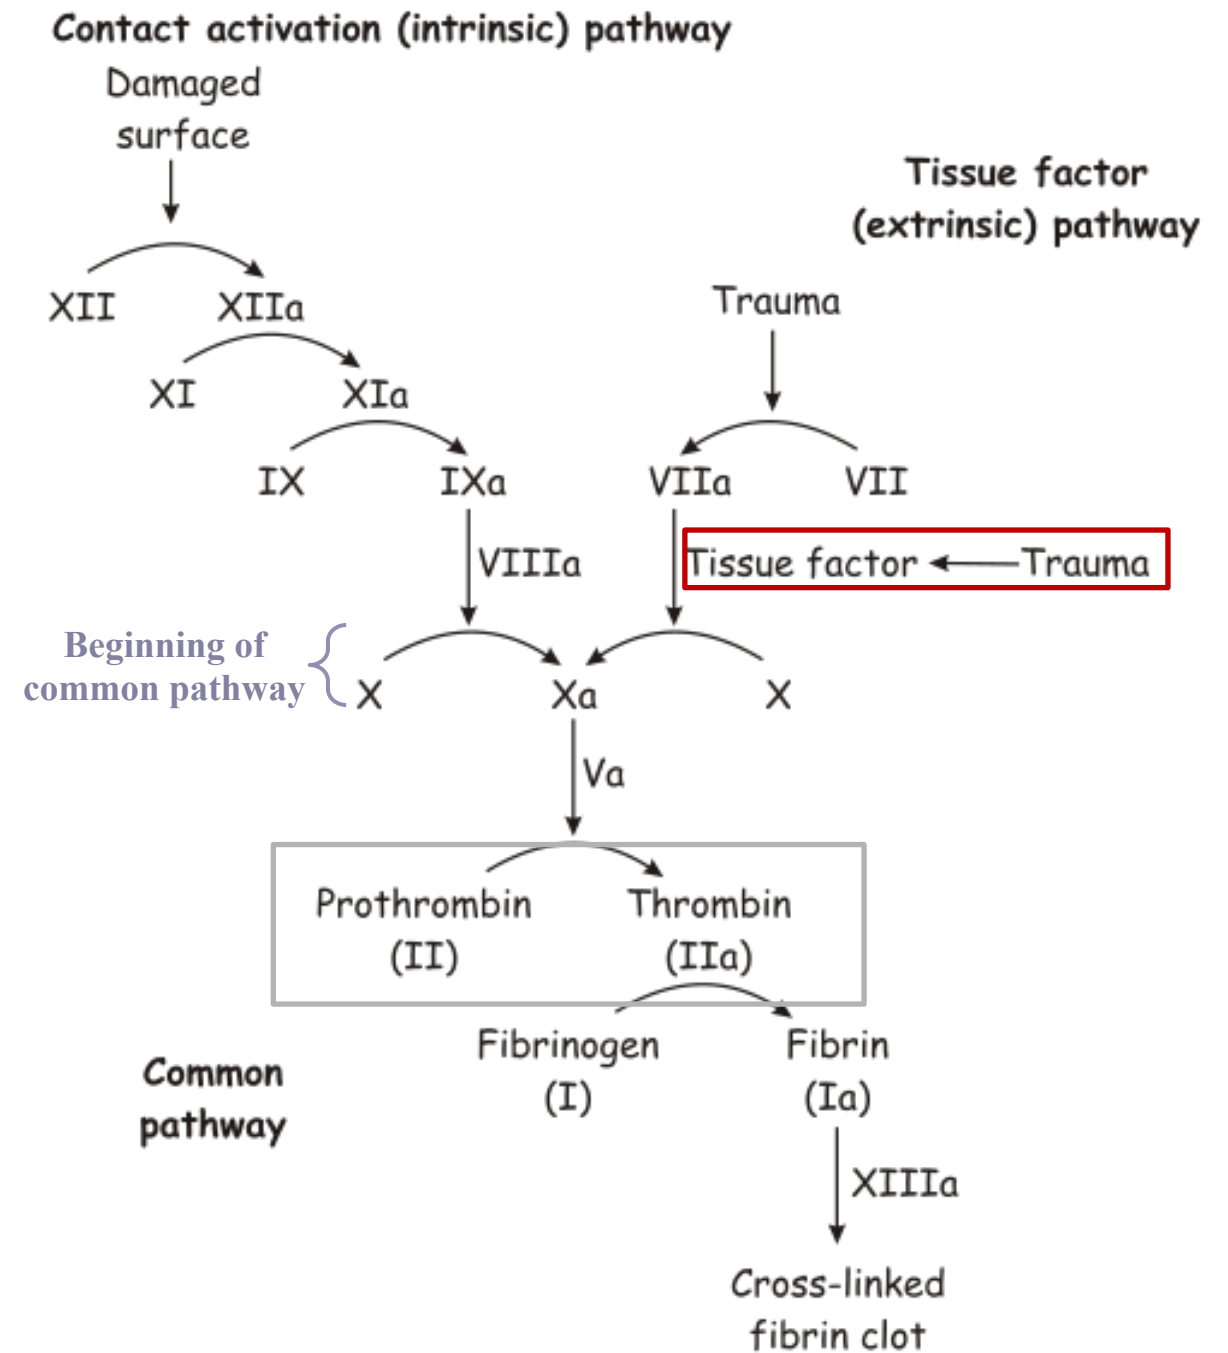 Contact activation (intrinsic) pathway
Damaged
surface
Tissue factor
(extrinsic) pathway
XII XIIa
Trauma
XI XIa
IX IXa VIIa VII
VIIIa Tissue factor Trauma
Beginning of
common pathway
X Xa X
Va
Prothrombin Thrombin
(II) (IIa)
Fibrinogen Fibrin
(I) (Ia)
Common
pathway
XIIIa
Cross-linked
fibrin clot